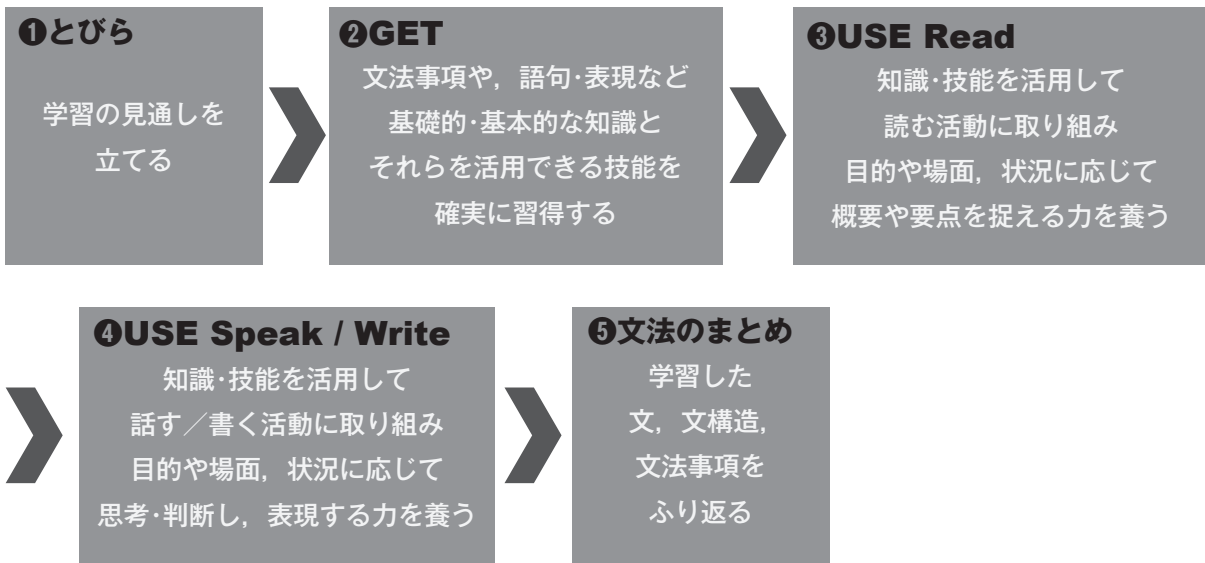 ❶とびら
学習の見通しを
立てる
❷GET
文法事項や，語句･表現など
基礎的･基本的な知識と
それらを活用できる技能を
確実に習得する
❸USE Read
知識･技能を活用して
読む活動に取り組み
目的や場面，状況に応じて
概要や要点を捉える力を養う
❹USE Speak / Write
知識･技能を活用して
話す／書く活動に取り組み
目的や場面，状況に応じて
思考･判断し，表現する力を養う
❺文法のまとめ
学習した
文，文構造，
文法事項を
ふり返る